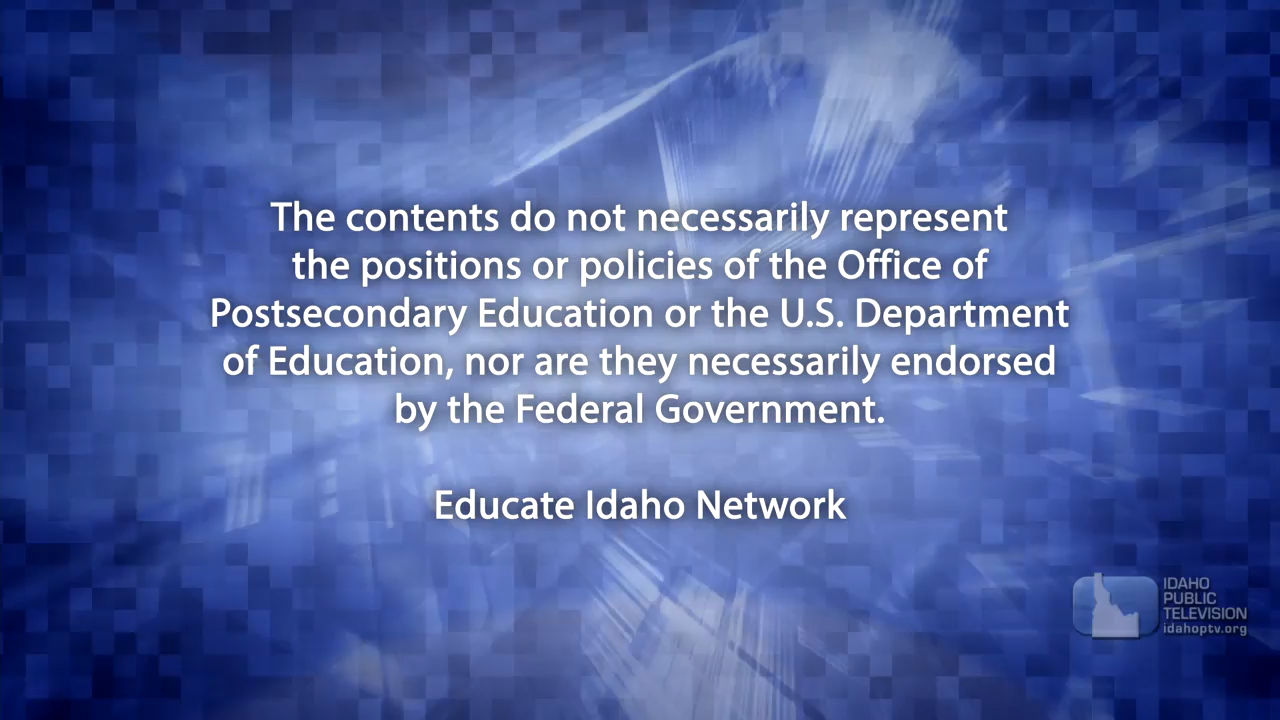 The contents do not necessarily represent
the positions or policies of the Office of
Postsecondary Education or the U.S. Department
of Education, nor are they necessarily endorsed
by the Federal Government.
Educate Idaho Network
IDAHO
PUBLIC
TELEVISION
idahoptv.org